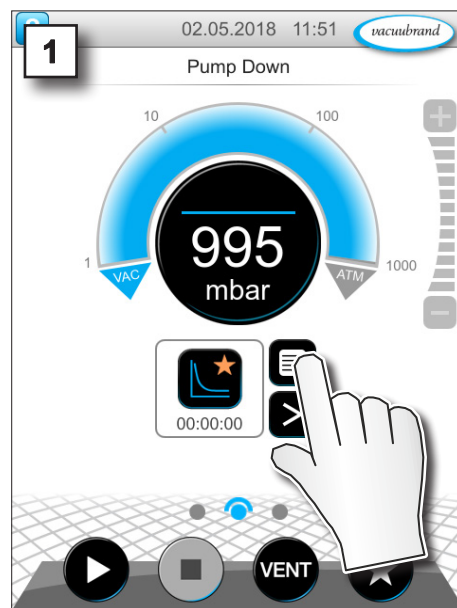 02.05.2018 11:51 vacuubrand
1
Pump Down
10 100
1 1000
VAC ATM
995
mbar
00:00:00
VENT